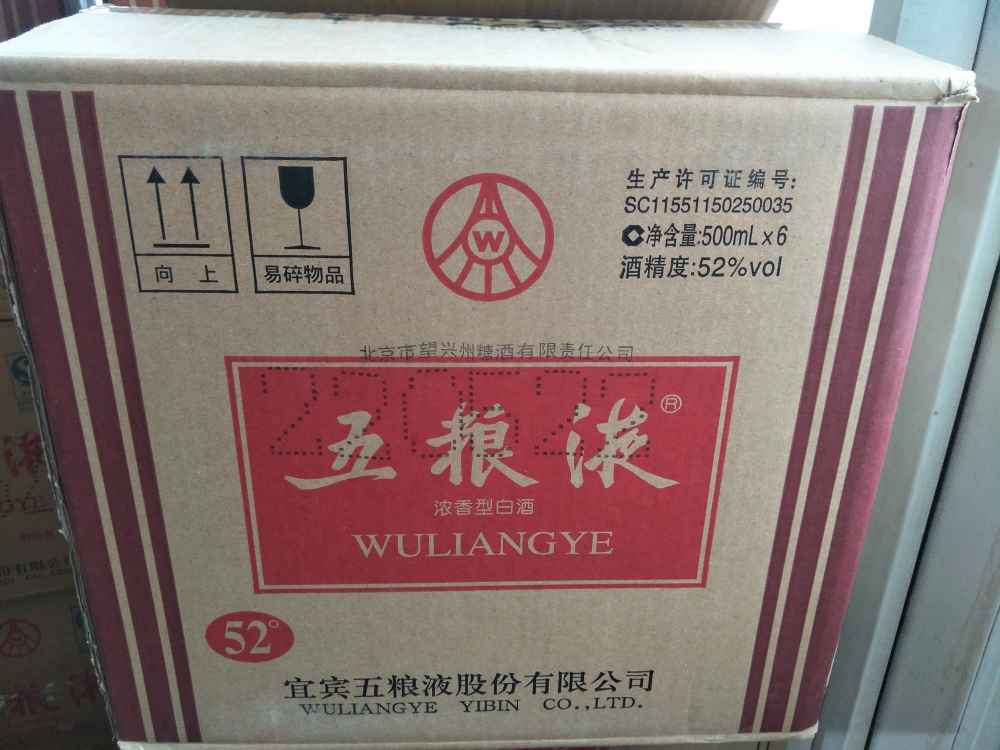 生产许可证编号:
SC11551150250035
净含量:500mL×6
酒精度:52%vol
向上
易碎物品
W
北京市望兴州糖酒有限责任公司
五粮液®
浓香型白酒
WULIANGYE
52°
宜宾五粮液股份有限公司
WULIANGYE YIBIN CO.,LTD.